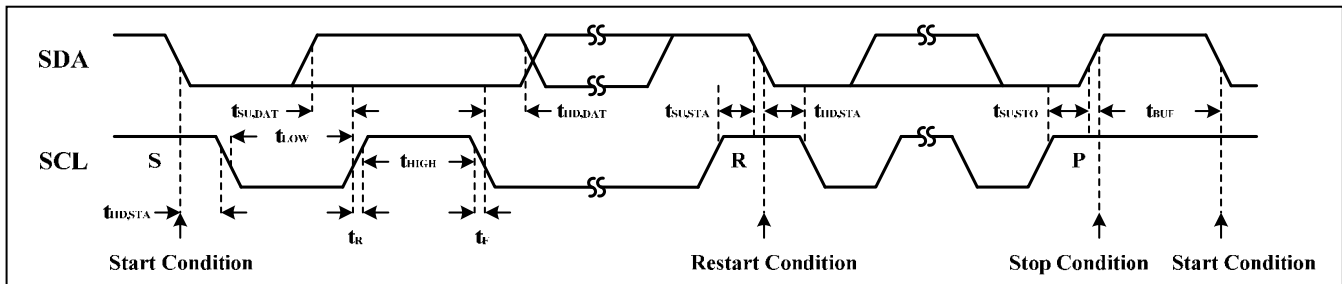 SDA
tSU,DAT tHD,DAT tSU,STA tHD,STA tSU,STO tBUF
tLOW
SCL S tHIGH R P
tHD,STA
tR tF
Start Condition Restart Condition Stop Condition Start Condition